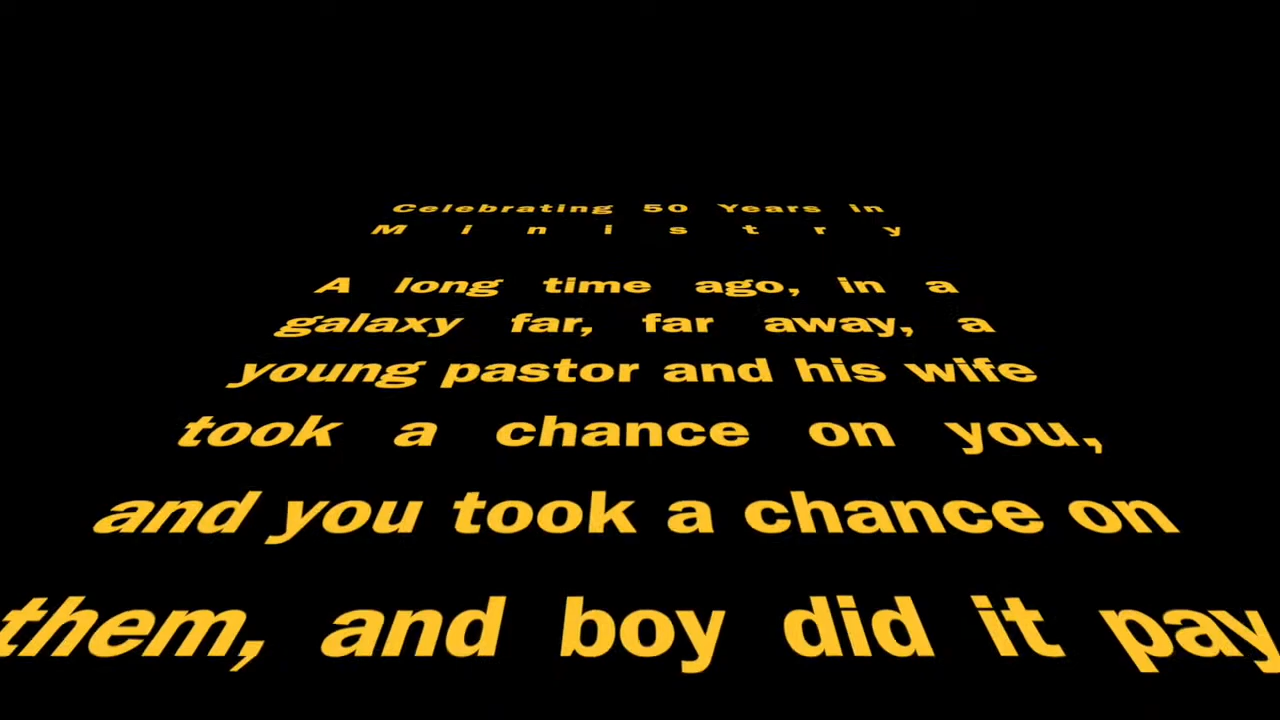 Celebrating 50 Years in
Ministry
A long time ago, in a
galaxy far, far away, a
young pastor and his wife
took a chance on you,
and you took a chance on
them, and boy did it pay